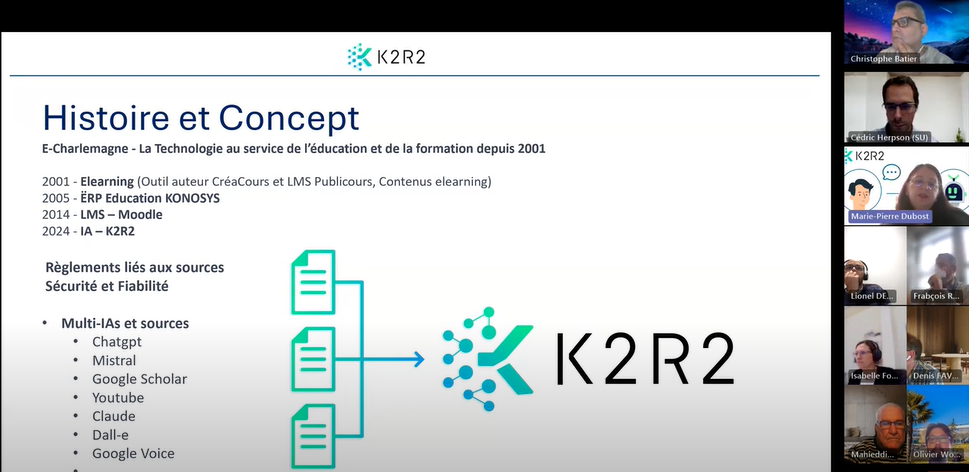 K2R2
Histoire et Concept
E-Charlemagne - La Technologie au service de l'éducation et de la formation depuis 2001
2001 - Elearning (Outil auteur CréaCours et LMS Publicours, Contenus elearning)
2005 - ËRP Education KONOSYS
2014 - LMS – Moodle
2024 - IA – K2R2
Règlements liés aux sources
Sécurité et Fiabilité
• Multi-IAs et sources
• Chatgpt
• Mistral
• Google Scholar
• Youtube
• Claude
• Dall-e
• Google Voice
K2R2
Christophe Batier
Cédric Herpson (SU)
K2R2
Marie-Pierre Dubost
Lionel DE...
Frabçois R...
Isabelle Fo...
Denis FAV...
Mahieddi...
Olivier Wo...